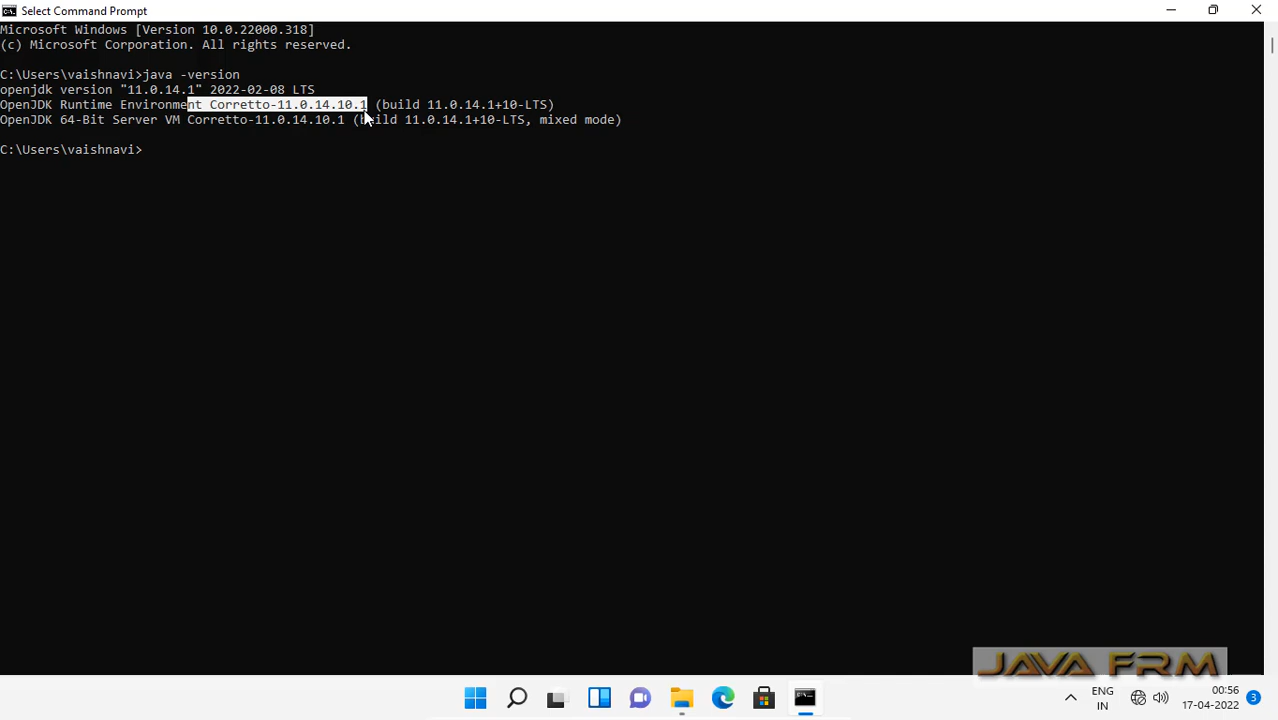 Select Command Prompt
Microsoft Windows [Version 10.0.22000.318]
(c) Microsoft Corporation. All rights reserved.
C:\Users\vaishnavi>java -version
openjdk version "11.0.14.1" 2022-02-08 LTS
OpenJDK Runtime Environment Corretto-11.0.14.10.1 (build 11.0.14.1+10-LTS)
OpenJDK 64-Bit Server VM Corretto-11.0.14.10.1 (build 11.0.14.1+10-LTS, mixed mode)
C:\Users\vaishnavi>
JAVA FRM
ENG
IN
00:56
17-04-2022
3